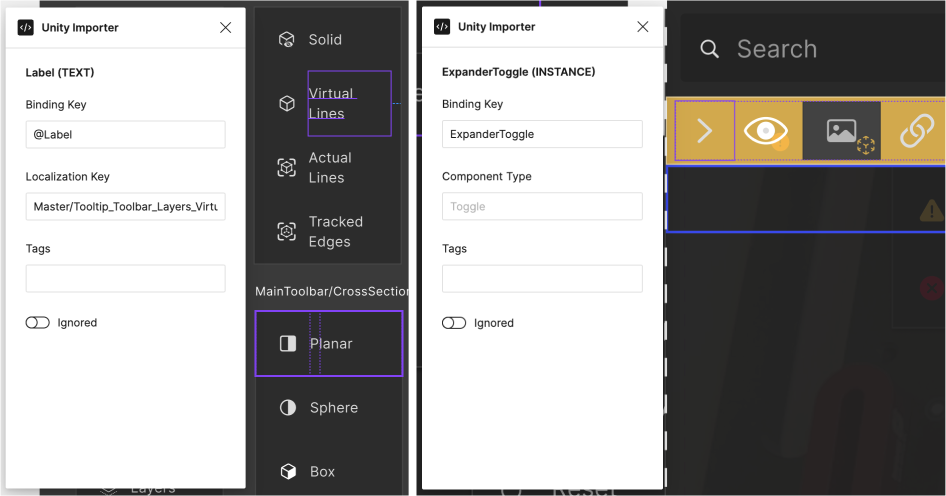 Unity Importer
Label (TEXT)
Binding Key
@Label
Localization Key
Master/Tooltip_Toolbar_Layers_Virtu
Tags
Ignored
Solid
Virtual
Lines
Actual
Lines
Tracked
Edges
MainToolbar/CrossSection
Planar
Sphere
Box
Layers
Unity Importer
ExpanderToggle (INSTANCE)
Binding Key
ExpanderToggle
Component Type
Toggle
Tags
Ignored
Reset
Search